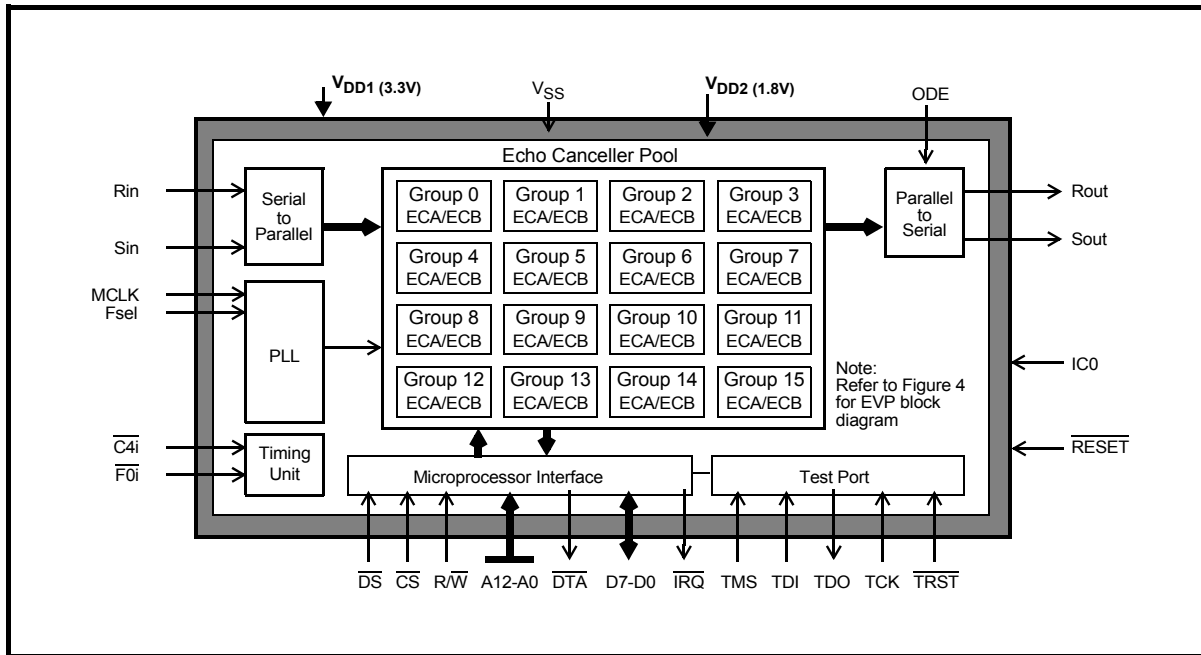 VDD1 (3.3V)
VSS
VDD2 (1.8V)
ODE
Echo Canceller Pool
Rin
Sin
Serial
to
Parallel
Group 0
ECA/ECB
Group 1
ECA/ECB
Group 2
ECA/ECB
Group 3
ECA/ECB
Group 4
ECA/ECB
Group 5
ECA/ECB
Group 6
ECA/ECB
Group 7
ECA/ECB
Group 8
ECA/ECB
Group 9
ECA/ECB
Group 10
ECA/ECB
Group 11
ECA/ECB
Group 12
ECA/ECB
Group 13
ECA/ECB
Group 14
ECA/ECB
Group 15
ECA/ECB
Parallel
to
Serial
Rout
Sout
MCLK
Fsel
PLL
Note:
Refer to Figure 4
for EVP block
diagram
IC0
RESET
C4i
F0i
Timing
Unit
Microprocessor Interface
Test Port
DS
CS
R/W
A12-A0
DTA
D7-D0
IRQ
TMS
TDI
TDO
TCK
TRST